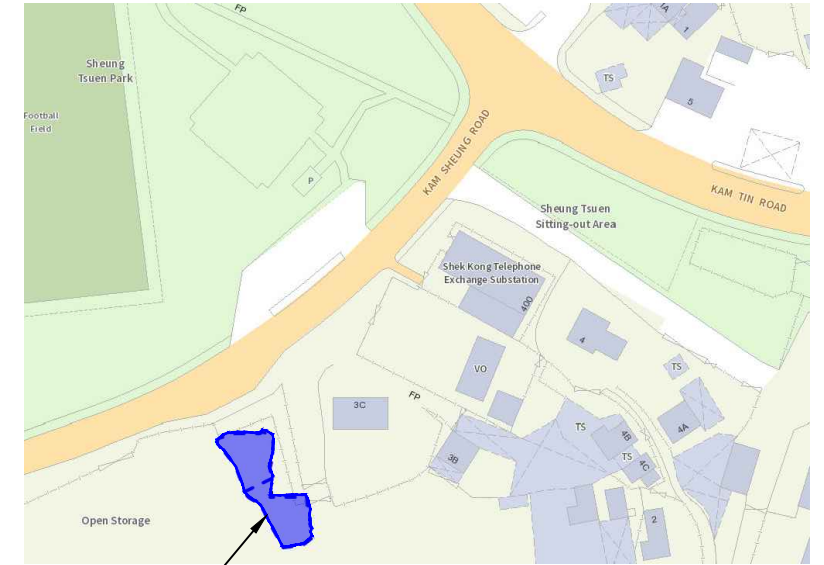 FP
1A
1
Sheung
Tsuen Park
TS
5
Football
Field
KAM SHEUNG ROAD
P
KAM TIN ROAD
Sheung Tsuen
Sitting-out Area
Shek Kong Telephone
Exchange Substation
400
4
VO
TS
FP
3C
TS
4B
4A
3B
TS
4C
Open Storage
2